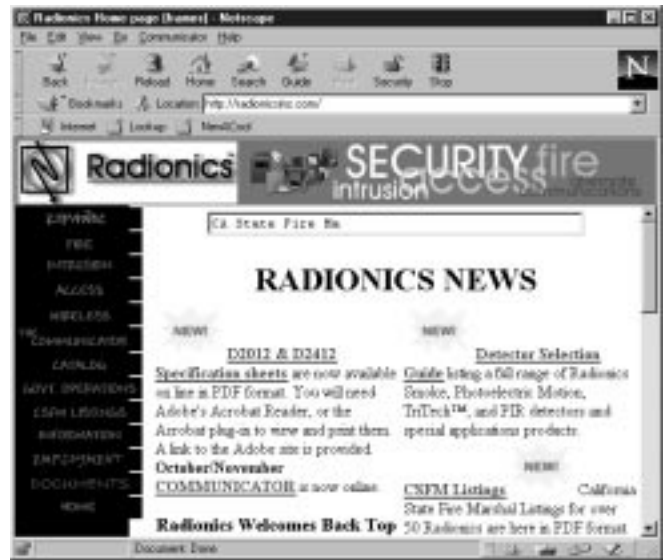 Radionics Home page (frames) - Netscape
File Edit View Go Communicator Help
Back Reload Home Search Guide Security Stop
N
Bookmarks Location: http://radionicsinc.com/
Internet Lookup New&Cool
Radionics SECURITY fire
intrusion access
CA State Fire Ma
RADIONICS NEWS
FIRE
INTRUSION
ACCESS
WIRELESS
THE COMMUNICATOR
CATALOG
GOVT. OPERATIONS
CSFM LISTINGS
INFORMATION
EMPLOYMENT
DOCUMENTS
HOME
NEW!
D2012 & D2412
Specification sheets are now available
on line in PDF format. You will need
Adobe's Acrobat Reader, or the
Acrobat plug-in to view and print them.
A link to the Adobe site is provided.
October/November
COMMUNICATOR is now online.
Radionics Welcomes Back Top
NEW!
Detector Selection
Guide listing a full range of Radionics
Smoke, Photoelectric Motion,
TriTech™, and PIR detectors and
special applications products.
NEW!
CSFM Listings California
State Fire Marshal Listings for over
50 Radionics are here in PDF format
Document: Done